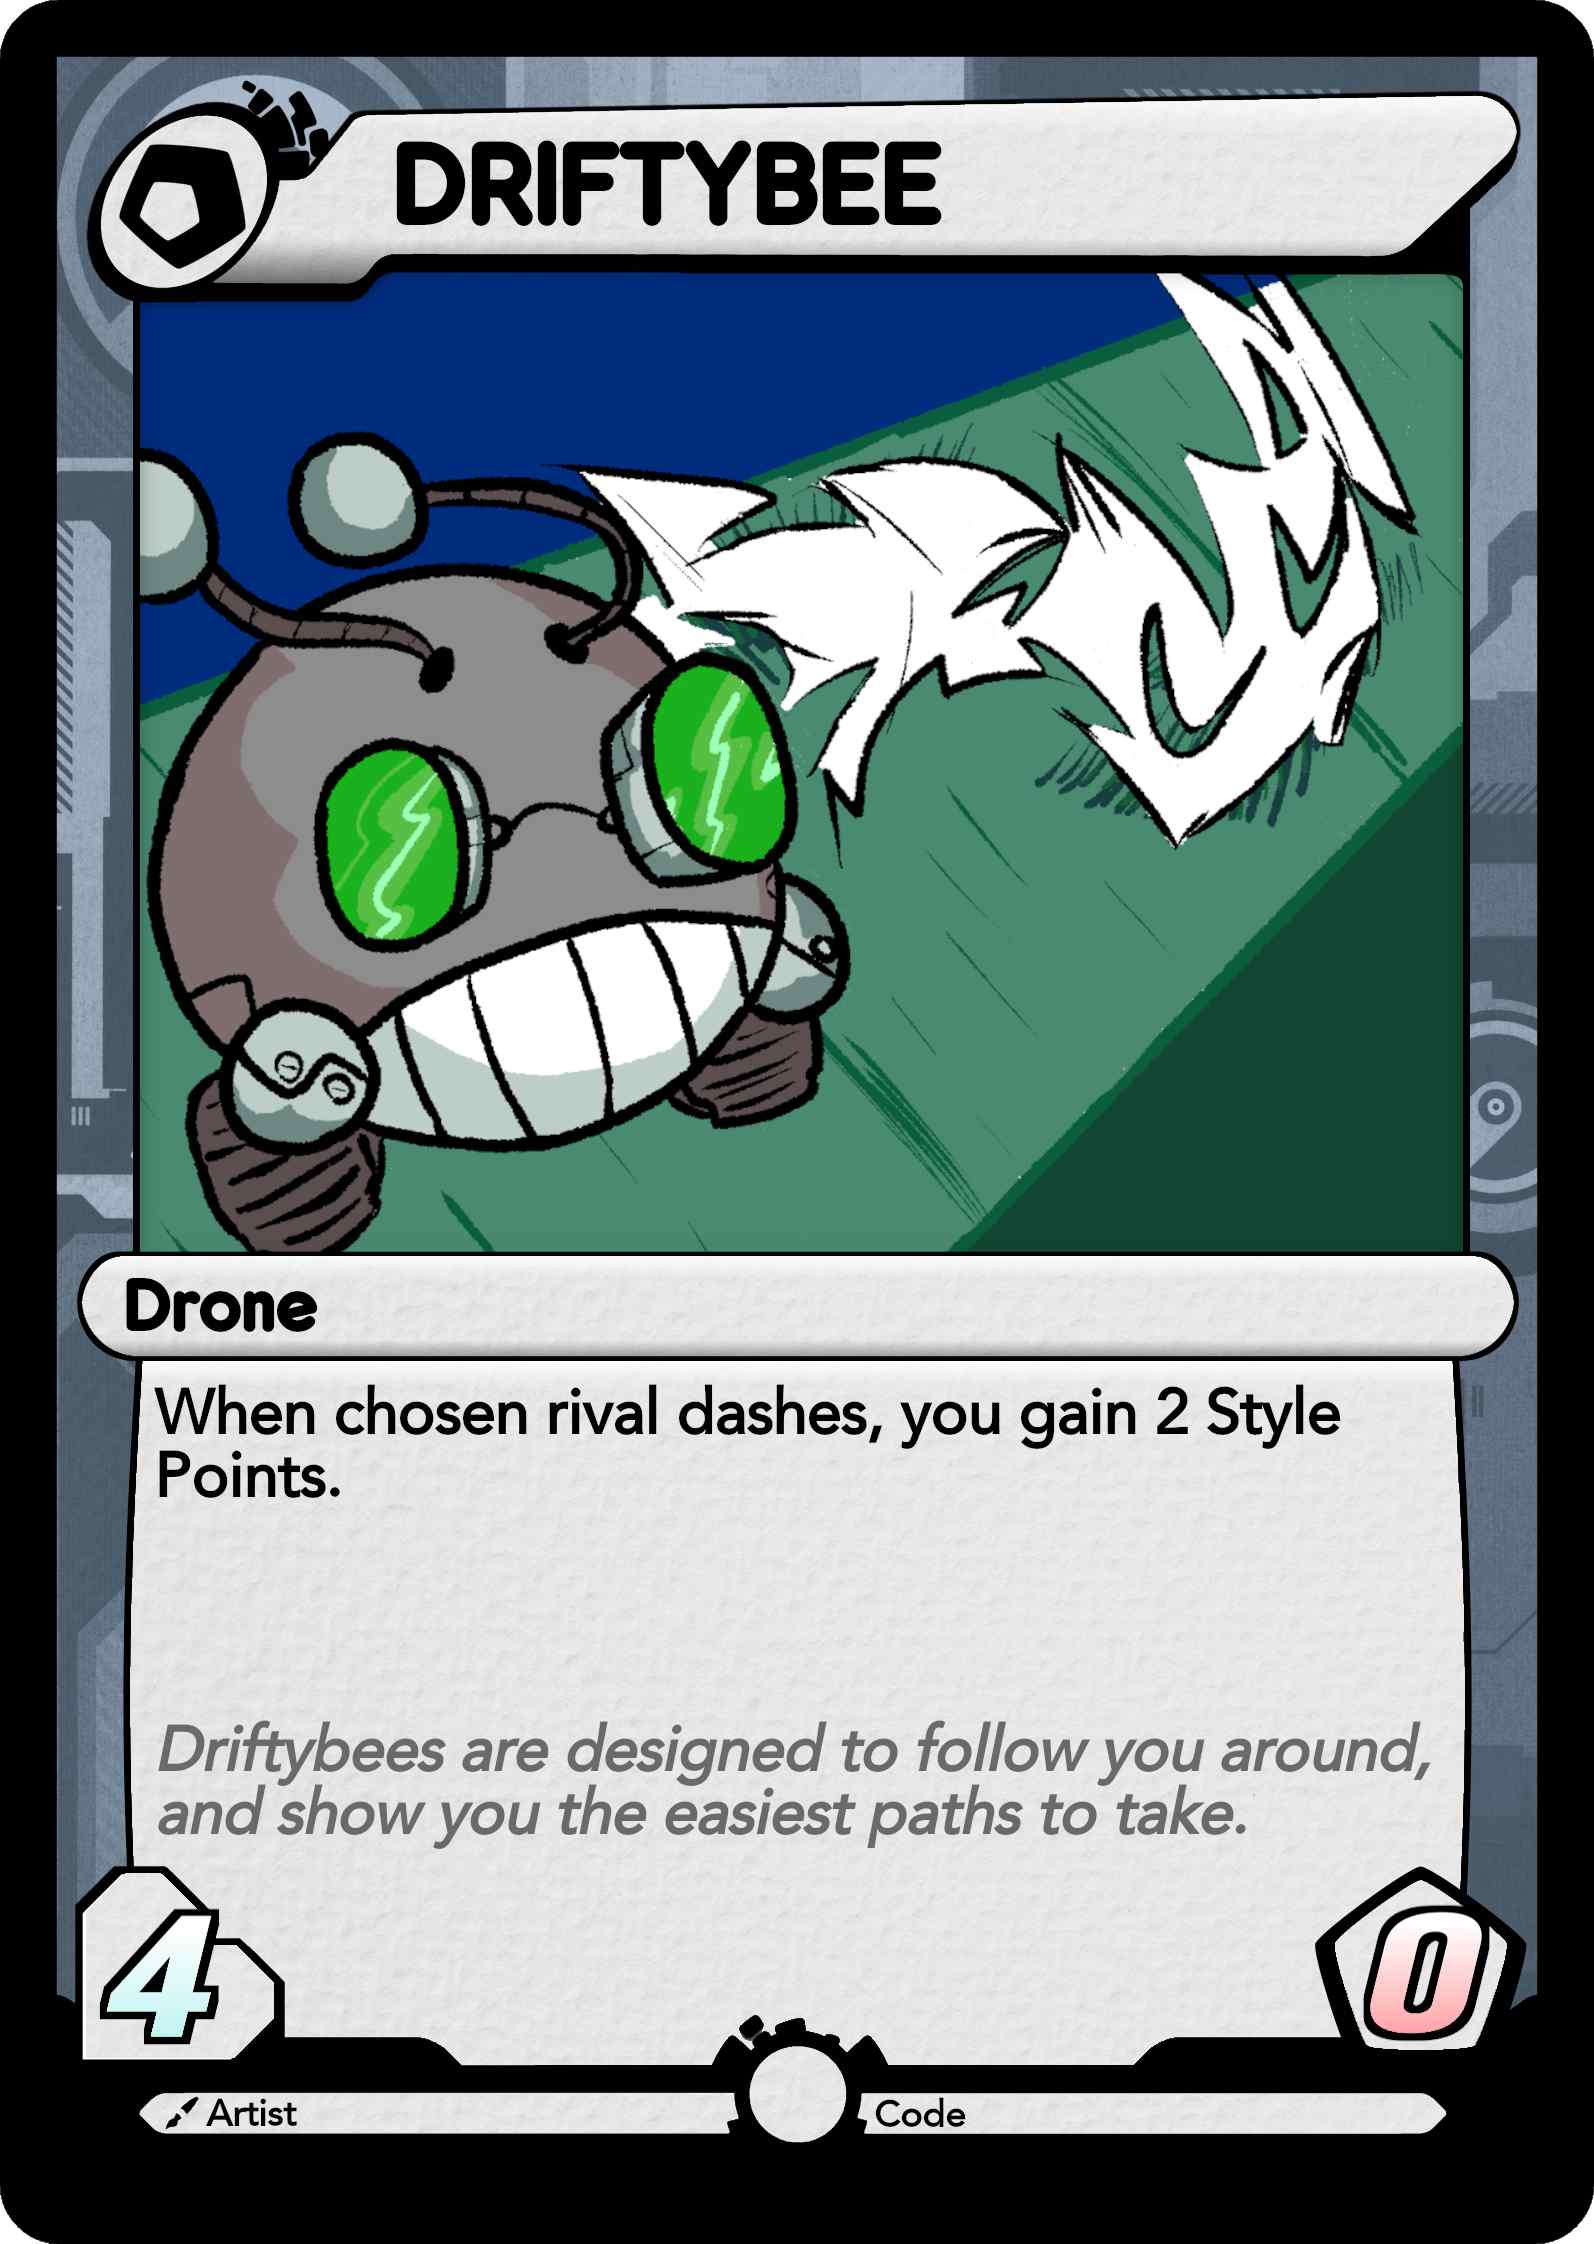 DRIFTYBEE
Drone
When chosen rival dashes, you gain 2 Style
Points.
Driftybees are designed to follow you around,
and show you the easiest paths to take.
4
0
Artist
Code